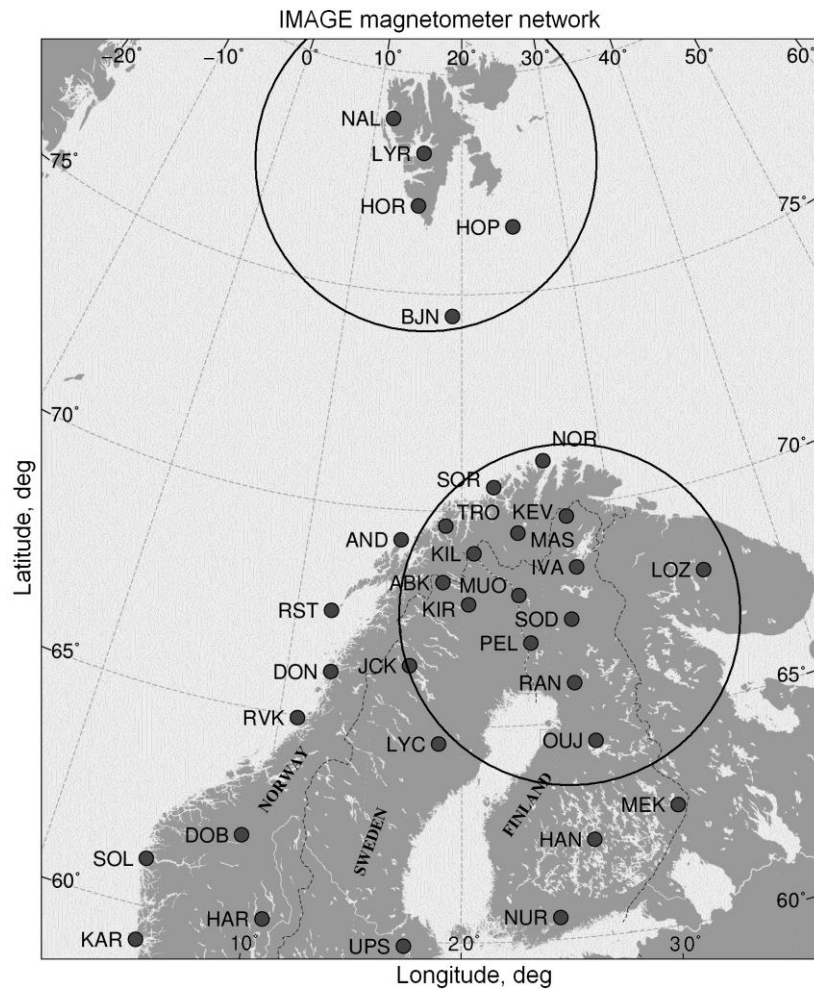 IMAGE magnetometer network
−20° −10° 0° 10° 20° 30° 40° 50° 60°
NAL
LYR
75°
HOR
75°
HOP
BJN
70°
NOR
70°
SOR
TRO
KEV
AND
MAS
KIL
IVA
LOZ
ABK
MUO
KIR
RST
SOD
PEL
65°
JCK
DON
65°
RAN
RVK
LYC
OUJ
NORWAY
FINLAND
MEK
DOB
SWEDEN
HAN
SOL
60°
60°
HAR
NUR
KAR
10°
UPS
20°
30°
Latitude, deg
Longitude, deg